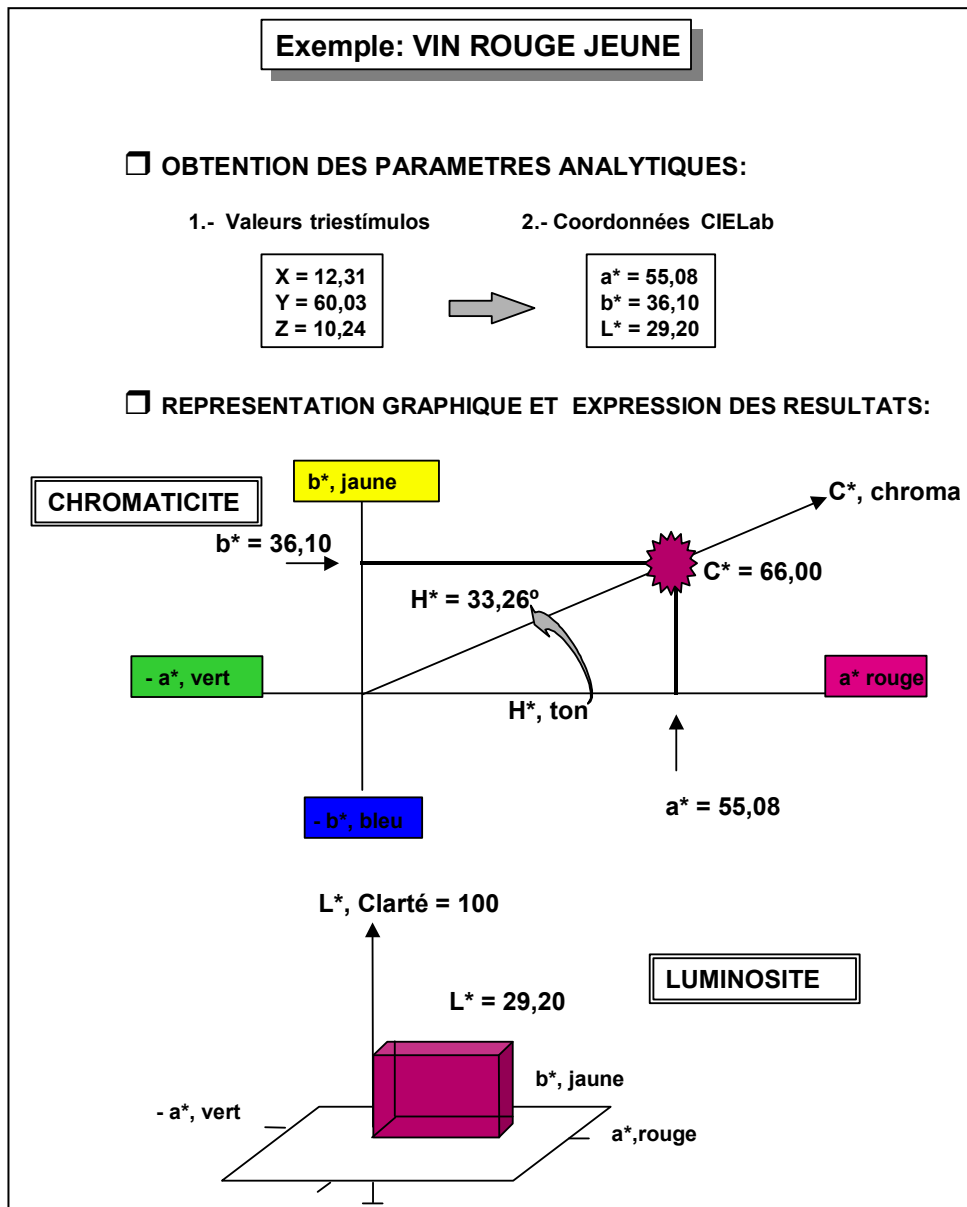 Exemple: VIN ROUGE JEUNE
❒ OBTENTION DES PARAMETRES ANALYTIQUES:
1.- Valeurs triestímulos
2.- Coordonnées CIELab
X = 12,31
Y = 60,03
Z = 10,24
a* = 55,08
b* = 36,10
L* = 29,20
❒ REPRESENTATION GRAPHIQUE ET EXPRESSION DES RESULTATS:
CHROMATICITE
b*, jaune
C*, chroma
b* = 36,10
C* = 66,00
H* = 33,26º
- a*, vert
a* rouge
H*, ton
a* = 55,08
- b*, bleu
L*, Clarté = 100
LUMINOSITE
L* = 29,20
b*, jaune
- a*, vert
a*,rouge